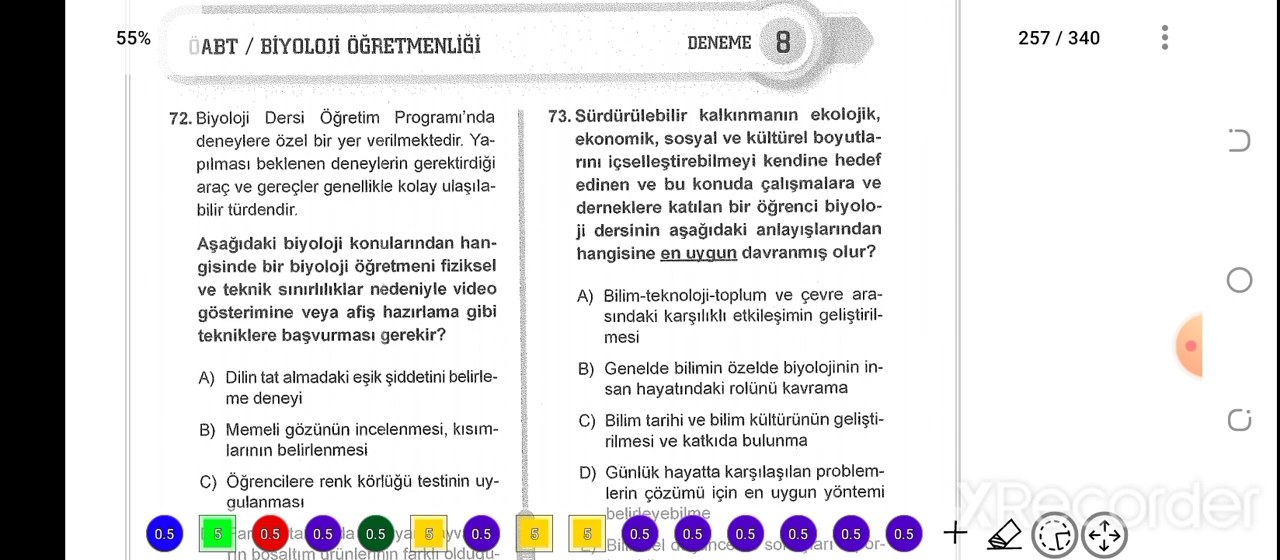 55%
ÖABT / BİYOLOJİ ÖĞRETMENLİĞİ
DENEME 8
257 / 340
72. Biyoloji Dersi Öğretim Programı'nda
deneylere özel bir yer verilmektedir. Ya-
pılması beklenen deneylerin gerektirdiği
araç ve gereçler genellikle kolay ulaşıla-
bilir türdendir.
Aşağıdaki biyoloji konularından han-
gisinde bir biyoloji öğretmeni fiziksel
ve teknik sınırlılıklar nedeniyle video
gösterimine veya afiş hazırlama gibi
tekniklere başvurması gerekir?
A) Dilin tat almadaki eşik şiddetini belirle-
me deneyi
B) Memeli gözünün incelenmesi, kısım-
larının belirlenmesi
C) Öğrencilere renk körlüğü testinin uy-
gulanması
rın boşaltım ürünlerinin farklı olduğu-
73. Sürdürülebilir kalkınmanın ekolojik,
ekonomik, sosyal ve kültürel boyutla-
rını içselleştirebilmeyi kendine hedef
edinen ve bu konuda çalışmalara ve
derneklere katılan bir öğrenci biyolo-
ji dersinin aşağıdaki anlayışlarından
hangisine en uygun davranmış olur?
A) Bilim-teknoloji-toplum ve çevre ara-
sındaki karşılıklı etkileşimin geliştiril-
mesi
B) Genelde bilimin özelde biyolojinin in-
san hayatındaki rolünü kavrama
C) Bilim tarihi ve bilim kültürünün gelişti-
rilmesi ve katkıda bulunma
D) Günlük hayatta karşılaşılan problem-
lerin çözümü için en uygun yöntemi
belirleyebilme
0.5 5 0.5 0.5 0.5 5 0.5 5 5 0.5 0.5 0.5 0.5 0.5 0.5
XRecorder